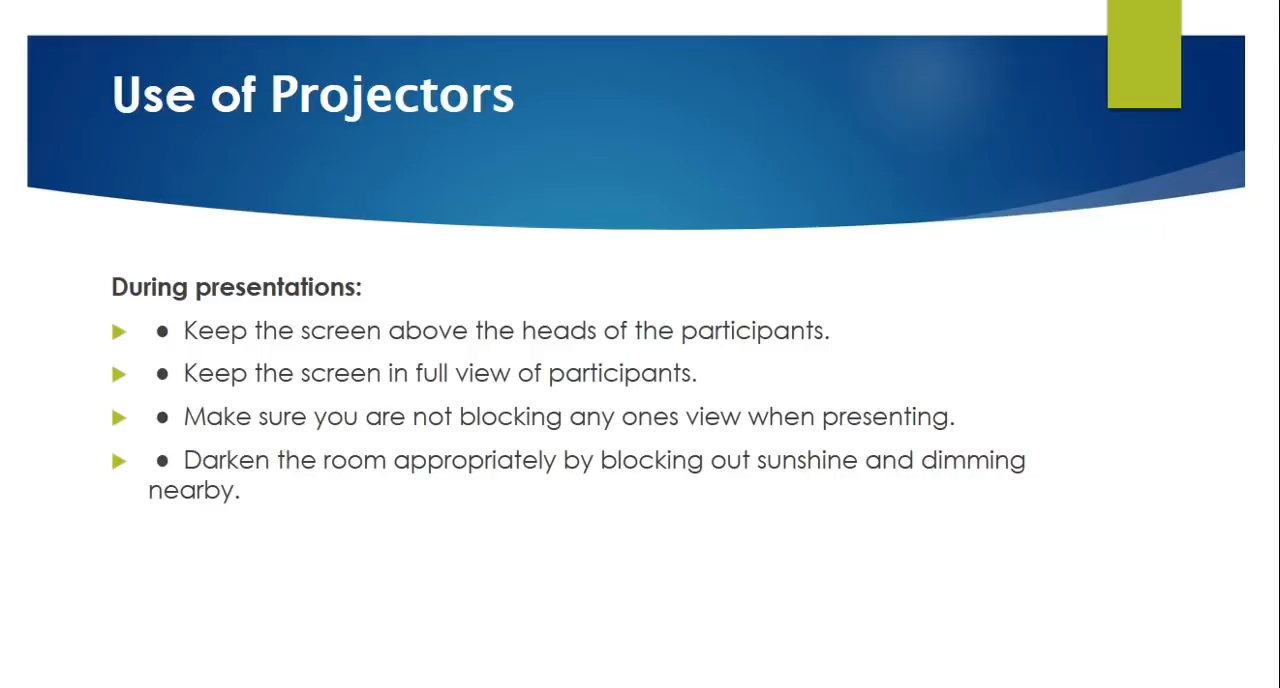 Use of Projectors
During presentations:
● Keep the screen above the heads of the participants.
● Keep the screen in full view of participants.
● Make sure you are not blocking any ones view when presenting.
● Darken the room appropriately by blocking out sunshine and dimming
nearby.